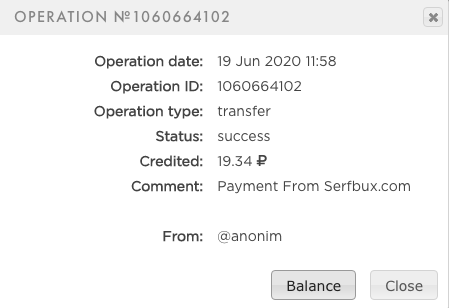 OPERATION №1060664102
Operation date: 19 Jun 2020 11:58
Operation ID: 1060664102
Operation type: transfer
Status: success
Credited: 19.34 ₽
Comment: Payment From Serfbux.com
From: @anonim
Balance Close